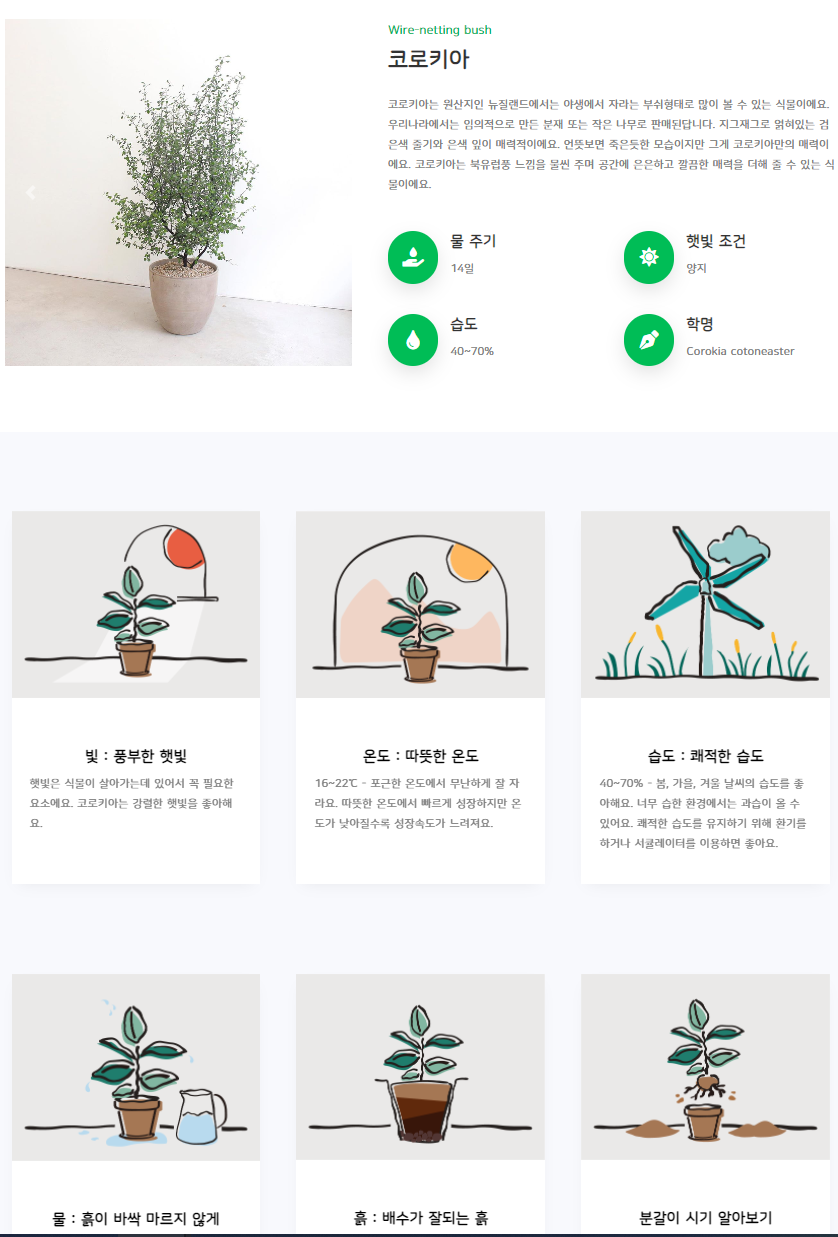 Wire-netting bush
코로키아
코로키아는 원산지인 뉴질랜드에서는 야생에서 자라는 부쉬형태로 많이 볼 수 있는 식물이에요.
우리나라에서는 임의적으로 만든 분재 또는 작은 나무로 판매된답니다. 지그재그로 얽혀있는 검
은색 줄기와 은색 잎이 매력적이에요. 언뜻보면 죽은듯한 모습이지만 그게 코로키아만의 매력이
에요. 코로키아는 북유럽풍 느낌을 물씬 주며 공간에 은은하고 깔끔한 매력을 더해 줄 수 있는 식
물이에요.
물 주기
14일
햇빛 조건
양지
습도
40~70%
학명
Corokia cotoneaster
빛 : 풍부한 햇빛
햇빛은 식물이 살아가는데 있어서 꼭 필요한
요소에요. 코로키아는 강렬한 햇빛을 좋아해
요.
온도 : 따뜻한 온도
16~22℃ - 포근한 온도에서 무난하게 잘 자
라요. 따뜻한 온도에서 빠르게 성장하지만 온
도가 낮아질수록 성장속도가 느려져요.
습도 : 쾌적한 습도
40~70% - 봄, 가을, 겨울 날씨의 습도를 좋
아해요. 너무 습한 환경에서는 과습이 올 수
있어요. 쾌적한 습도를 유지하기 위해 환기를
하거나 서큘레이터를 이용하면 좋아요.
물 : 흙이 바싹 마르지 않게
흙 : 배수가 잘되는 흙
분갈이 시기 알아보기